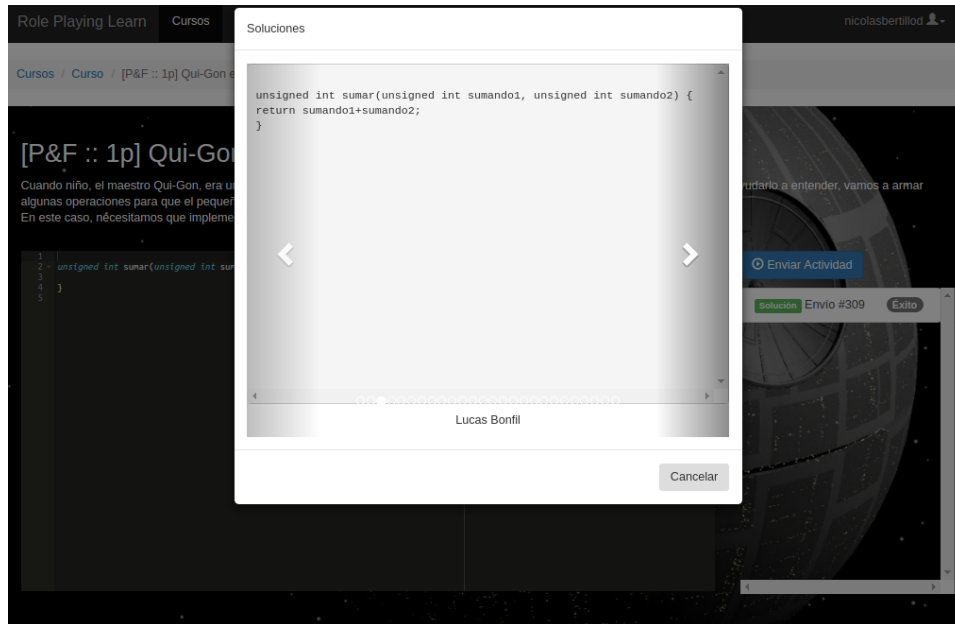 Role Playing Learn
Cursos
nicolasbertillod
Cursos / Curso / [P&F :: 1p] Qui-Gon e
[P&F :: 1p] Qui-Gon
Cuando niño, el maestro Qui-Gon, era u
udarlo a entender, vamos a armar
algunas operaciones para que el pequeñ
En este caso, nécesitamos que impleme
1
2 unsigned int sumar(unsigned int sum
3
4 }
5
Enviar Actividad
Solución Envío #309 Éxito
Soluciones
unsigned int sumar(unsigned int sumando1, unsigned int sumando2) {
return sumando1+sumando2;
}
Lucas Bonfil
Cancelar